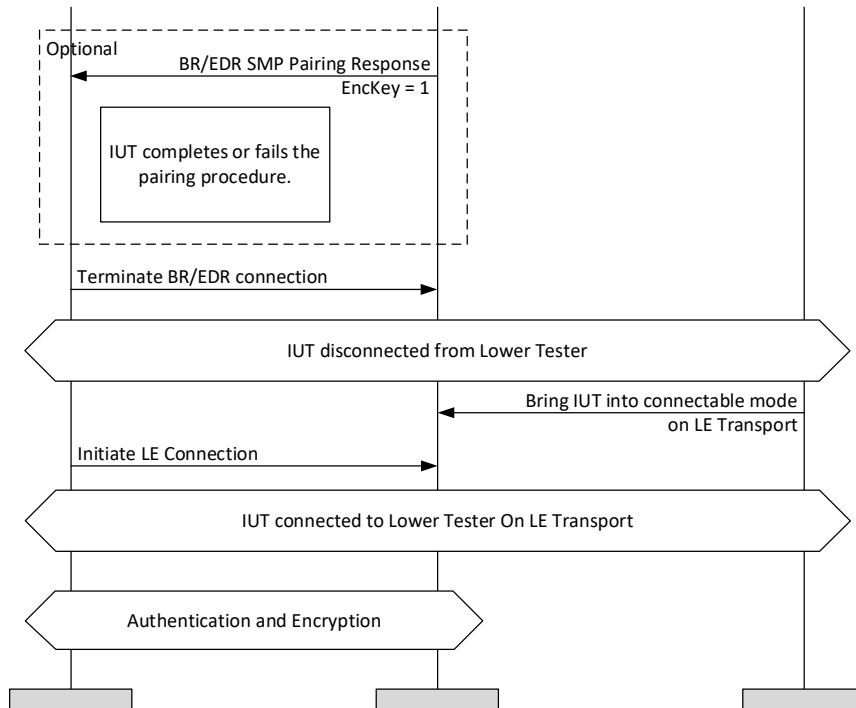 Optional
BR/EDR SMP Pairing Response
EncKey = 1
IUT completes or fails the
pairing procedure.
Terminate BR/EDR connection
IUT disconnected from Lower Tester
Bring IUT into connectable mode
on LE Transport
Initiate LE Connection
IUT connected to Lower Tester On LE Transport
Authentication and Encryption